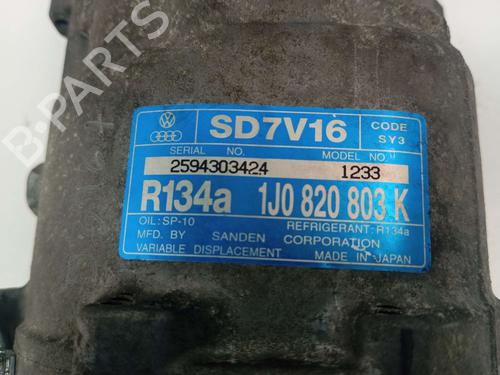 B-PARTS
SD7V16
CODE
SY3
SERIAL NO.
MODEL NO.
2594303424 1233
R134a 1J0 820 803 K
OIL:SP-10 REFRIGERANT:R134a
MFD. BY SANDEN CORPORATION
VARIABLE DISPLACEMENT MADE IN JAPAN